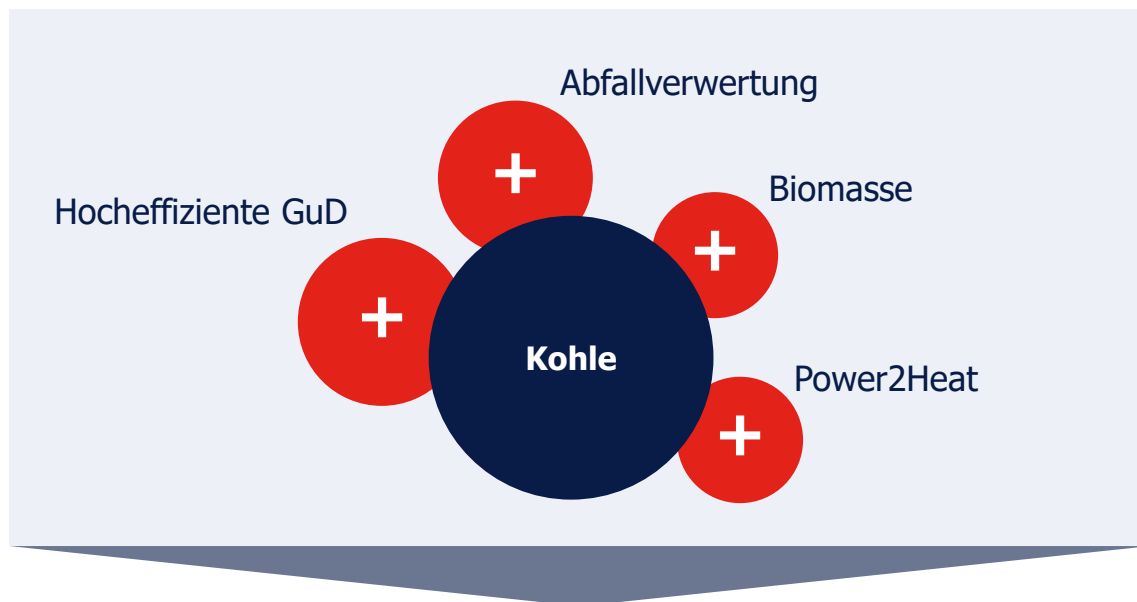 Abfallverwertung
+
Biomasse
Hocheffiziente GuD
+
+
Kohle
Power2Heat
+